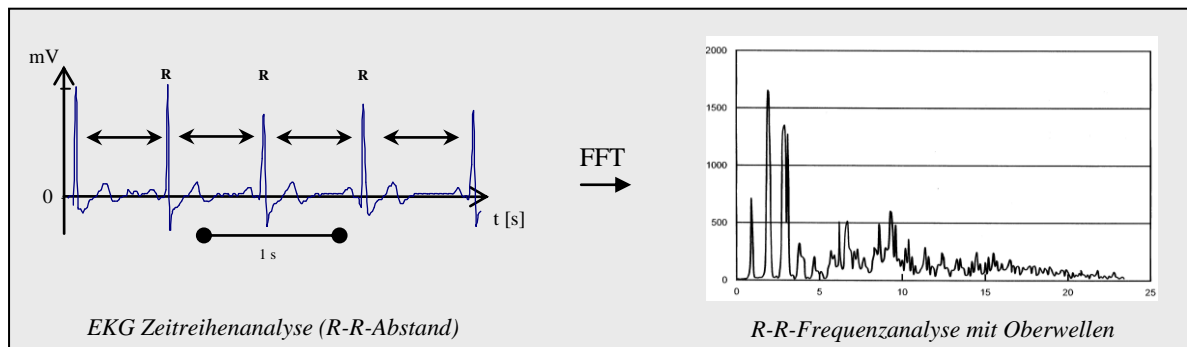 mV
R R R
0
t [s]
1 s
EKG Zeitreihenanalyse (R-R-Abstand)
FFT
2000
1500
1000
500
0
0 5 10 15 20 25
R-R-Frequenzanalyse mit Oberwellen